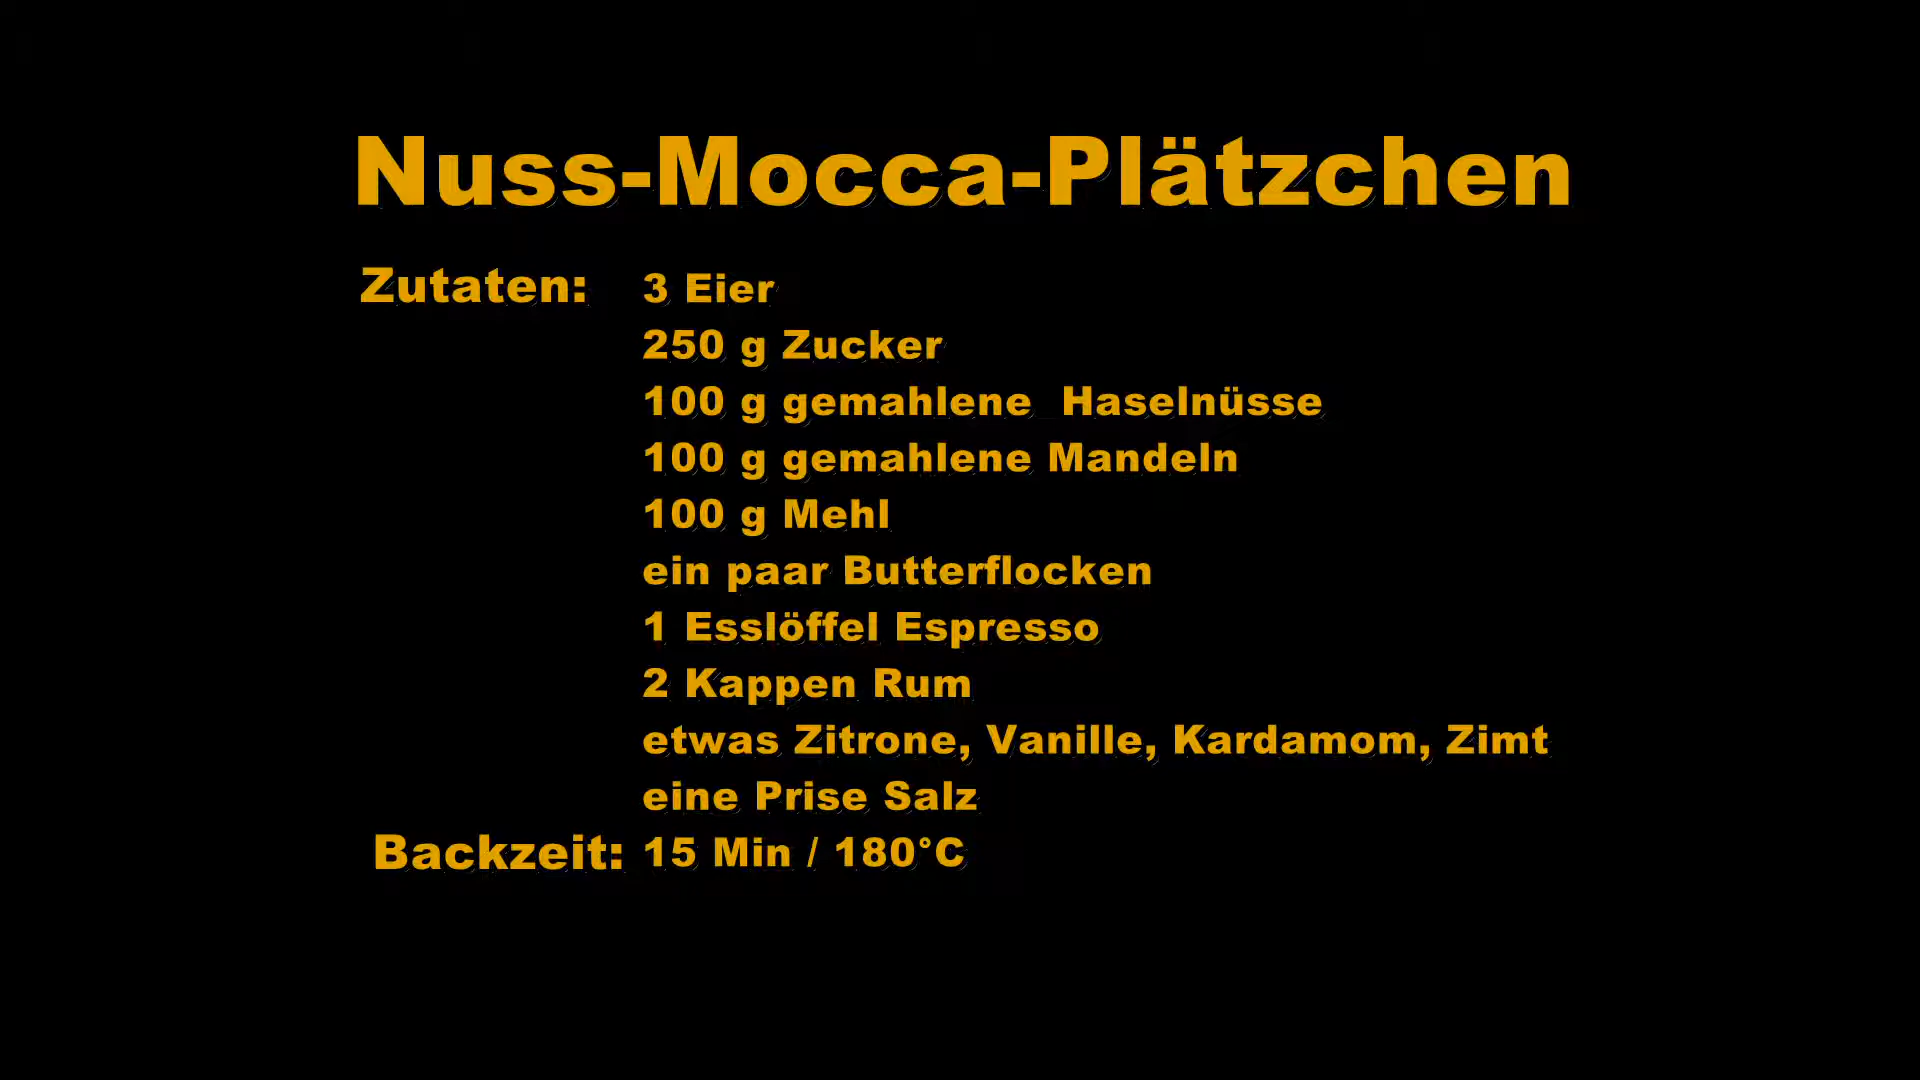 Nuss-Mocca-Plätzchen
Zutaten: 3 Eier
250 g Zucker
100 g gemahlene Haselnüsse
100 g gemahlene Mandeln
100 g Mehl
ein paar Butterflocken
1 Esslöffel Espresso
2 Kappen Rum
etwas Zitrone, Vanille, Kardamom, Zimt
eine Prise Salz
Backzeit: 15 Min / 180°C